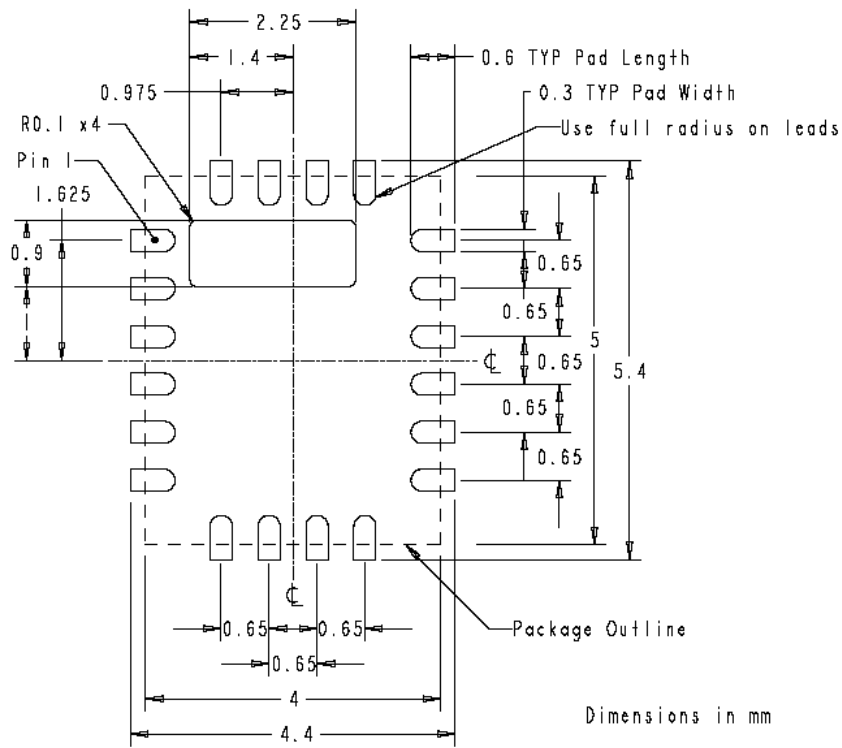 2.25
1.4
0.6 TYP Pad Length
0.975
0.3 TYP Pad Width
R0.1 x4
Use full radius on leads
Pin 1
1.625
0.9
0.65
0.65
5
0.65
5.4
0.65
0.65
0.65
0.65
0.65
Package Outline
4
Dimensions in mm
4.4